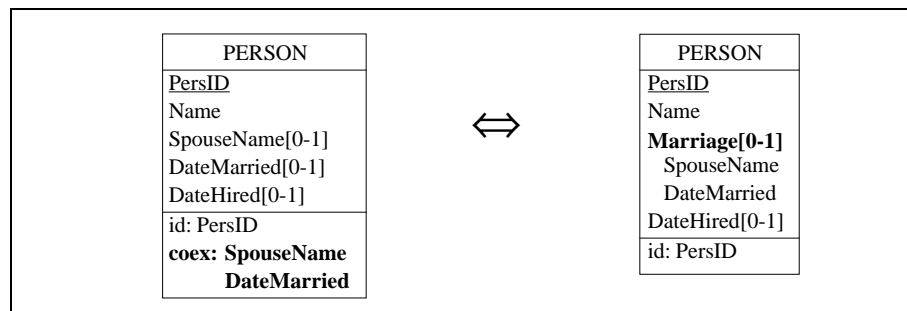 PERSON
PersID
Name
SpouseName[0-1]
DateMarried[0-1]
DateHired[0-1]
id: PersID
coex: SpouseName
DateMarried
⇔
PERSON
PersID
Name
Marriage[0-1]
SpouseName
DateMarried
DateHired[0-1]
id: PersID